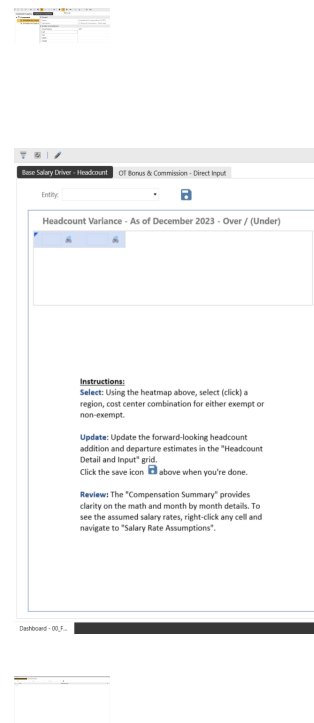 Base Salary Driver - Headcount OT Bonus & Commission - Direct Input
Entity:
Headcount Variance - As of December 2023 - Over / (Under)
Instructions:
Select: Using the heatmap above, select (click) a
region, cost center combination for either exempt or
non-exempt.
Update: Update the forward-looking headcount
addition and departure estimates in the "Headcount
Detail and Input" grid.
Click the save icon above when you're done.
Review: The "Compensation Summary" provides
clarity on the math and month by month details. To
see the assumed salary rates, right-click any cell and
navigate to "Salary Rate Assumptions".
Dashboard - 00_F...